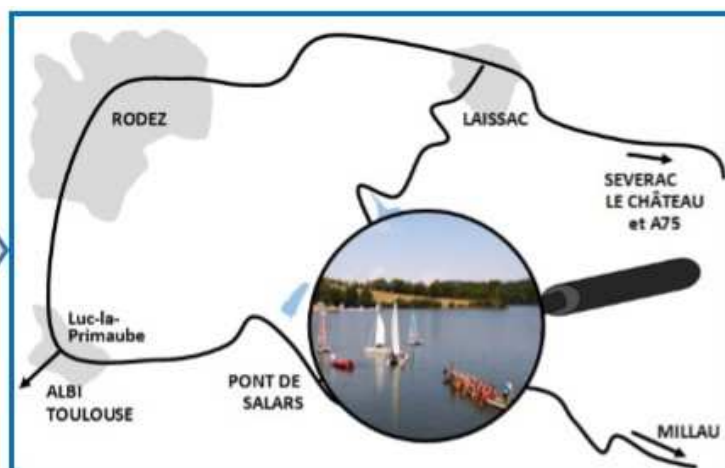 RODEZ
LAISSAC
SEVERAC
LE CHÂTEAU
et A75
Luc-la-
Primaube
ALBI
TOULOUSE
PONT DE
SALARS
MILLAU